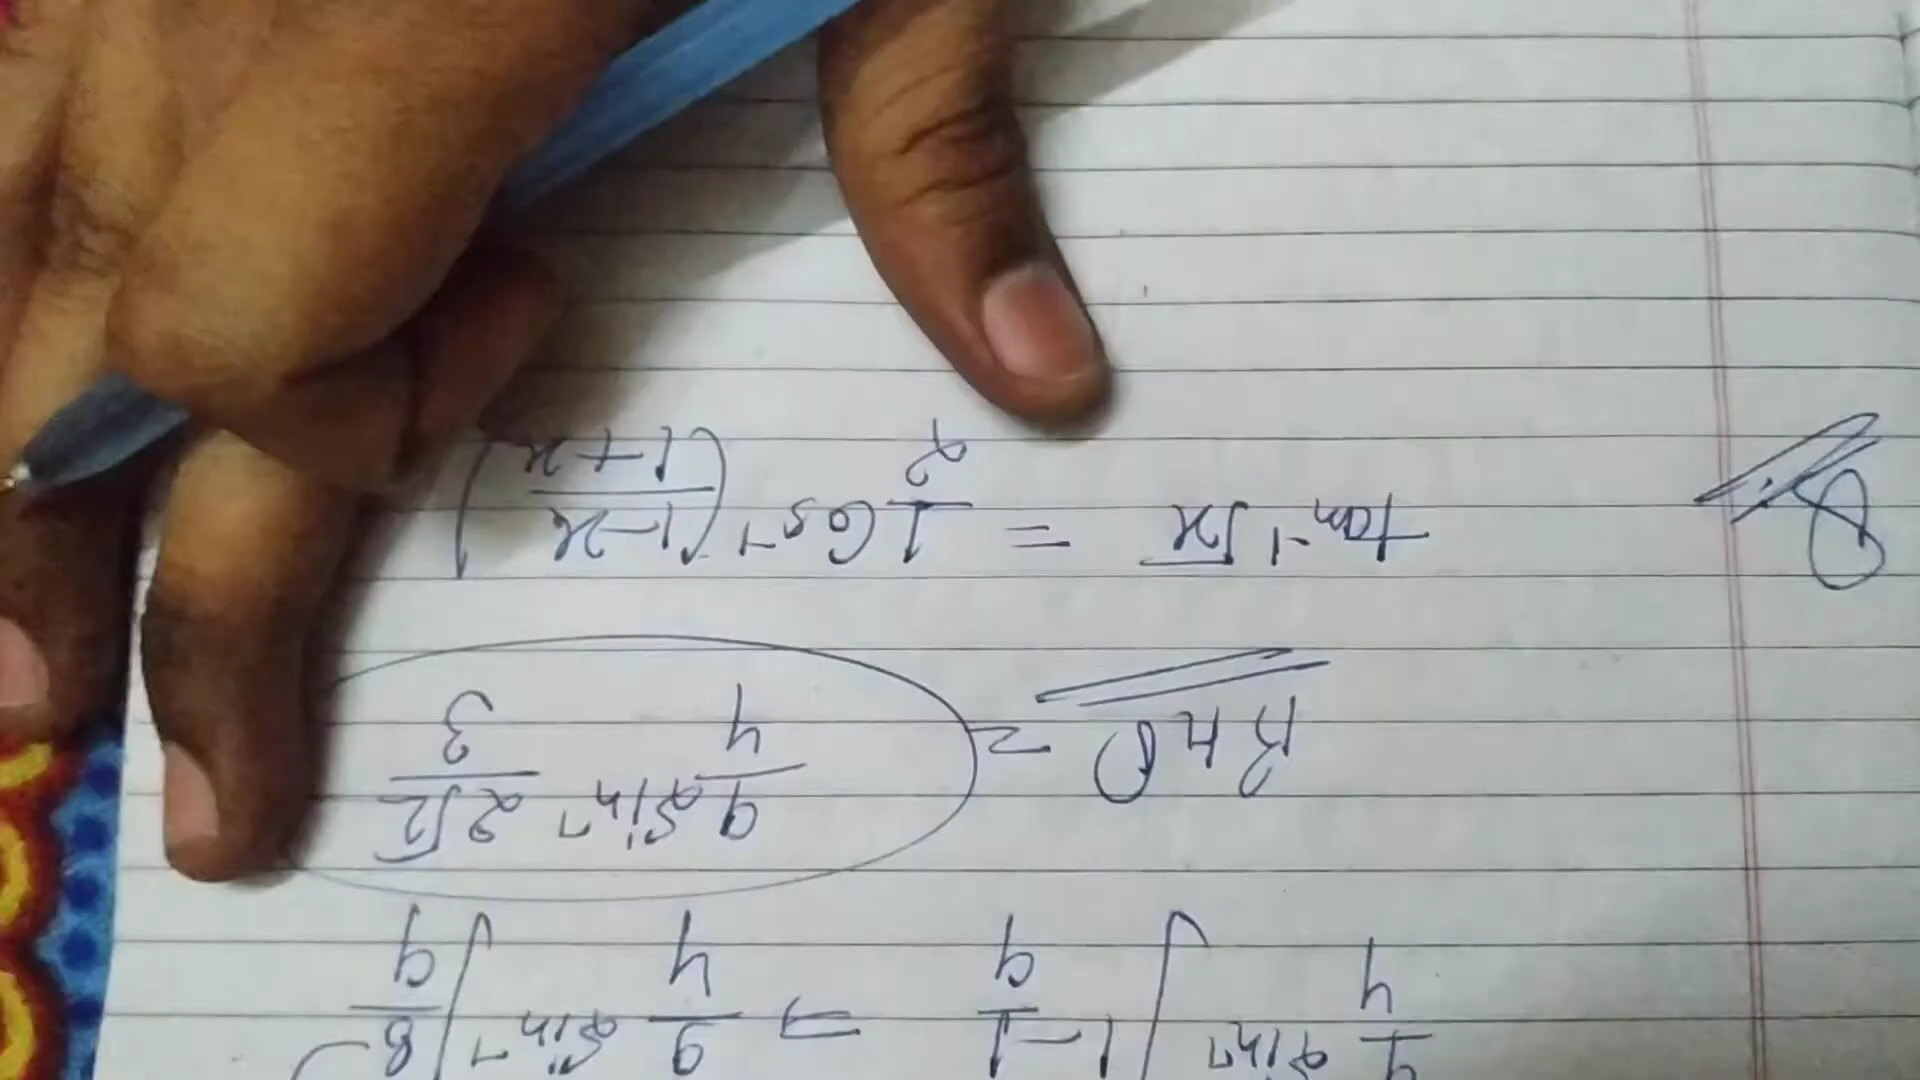 9/4 sin⁻¹ √(1-1/9) ⇒ 9/4 sin⁻¹ √(8/9)
RHS = 9/4 sin⁻¹ 2√2/3
8. tan⁻¹ √x = 1/2 Cos⁻¹ (1-x/1+x)